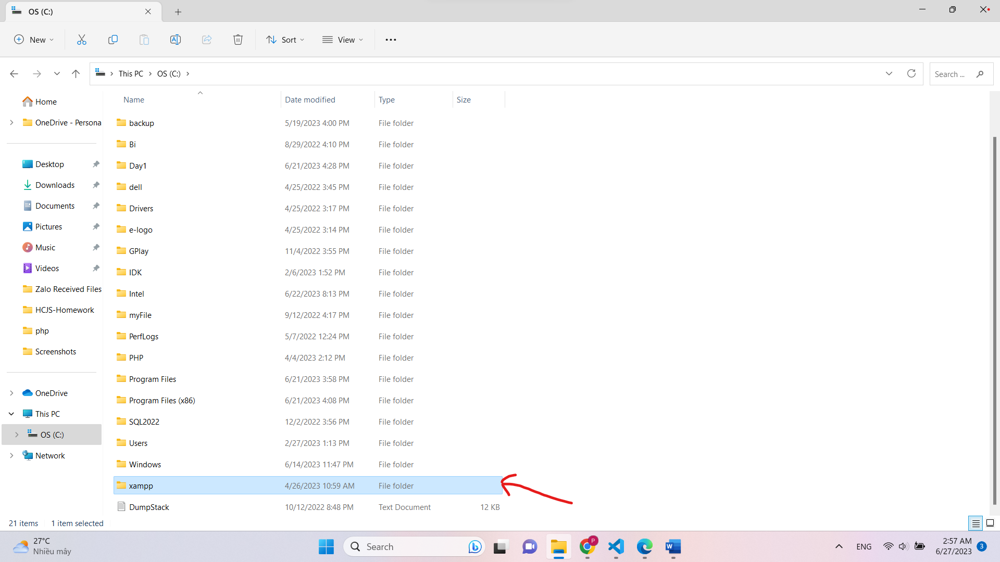 OS (C:)
New
Sort
View
This PC
OS (C:)
Search ...
Name
Date modified
Type
Size
Home
OneDrive - Persona
Desktop
Downloads
Documents
Pictures
Music
Videos
Zalo Received Files
HCJS-Homework
php
Screenshots
OneDrive
This PC
OS (C:)
Network
backup 5/19/2023 4:00 PM File folder
Bi 8/29/2022 4:10 PM File folder
Day1 6/21/2023 4:28 PM File folder
dell 4/25/2022 3:45 PM File folder
Drivers 4/25/2022 3:17 PM File folder
e-logo 4/25/2022 3:14 PM File folder
GPlay 11/4/2022 3:55 PM File folder
IDK 2/6/2023 1:52 PM File folder
Intel 6/22/2023 8:13 PM File folder
myFile 9/12/2022 4:17 PM File folder
PerfLogs 5/7/2022 12:24 PM File folder
PHP 4/4/2023 2:12 PM File folder
Program Files 6/21/2023 3:58 PM File folder
Program Files (x86) 6/21/2023 4:08 PM File folder
SQL2022 12/2/2022 3:56 PM File folder
Users 2/27/2023 1:13 PM File folder
Windows 6/14/2023 11:47 PM File folder
xampp 4/26/2023 10:59 AM File folder
DumpStack 10/12/2022 8:48 PM Text Document 12 KB
21 items 1 item selected
27°C
Nhiều mây
Search
P
W
ENG
2:57 AM
6/27/2023
3